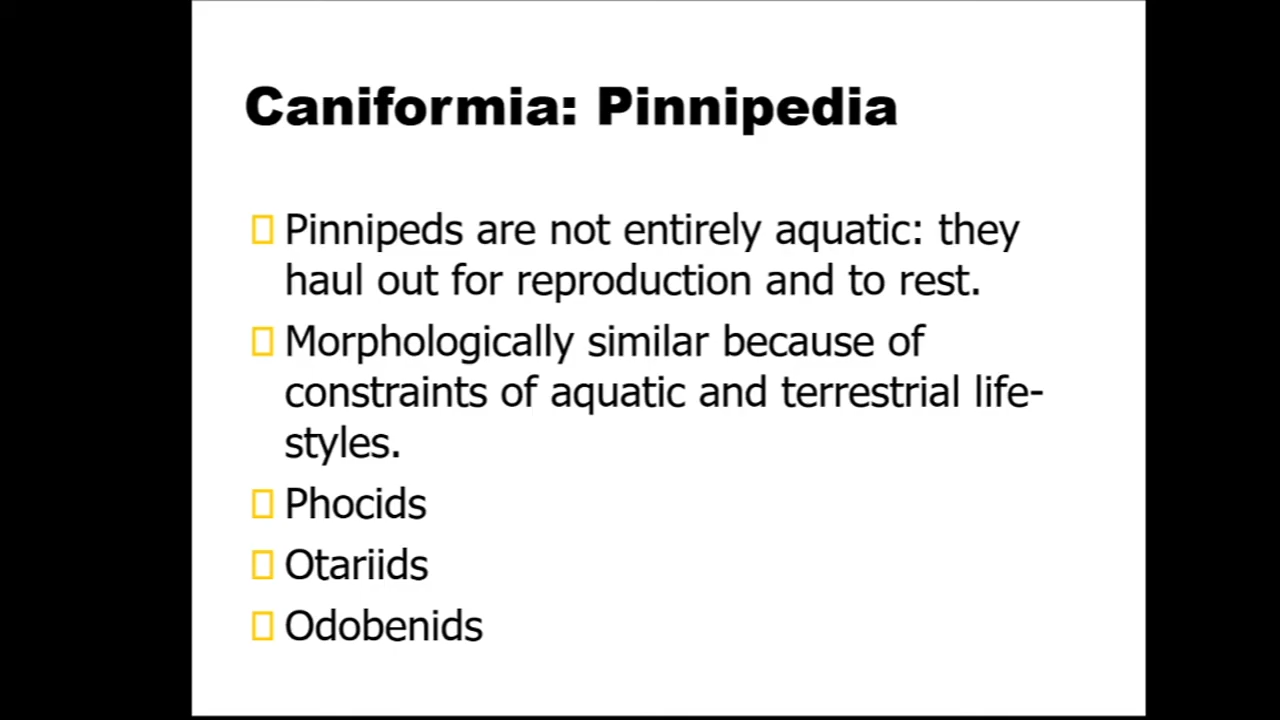 Caniformia: Pinnipedia
Pinnipeds are not entirely aquatic: they
haul out for reproduction and to rest.
Morphologically similar because of
constraints of aquatic and terrestrial life-
styles.
Phocids
Otariids
Odobenids